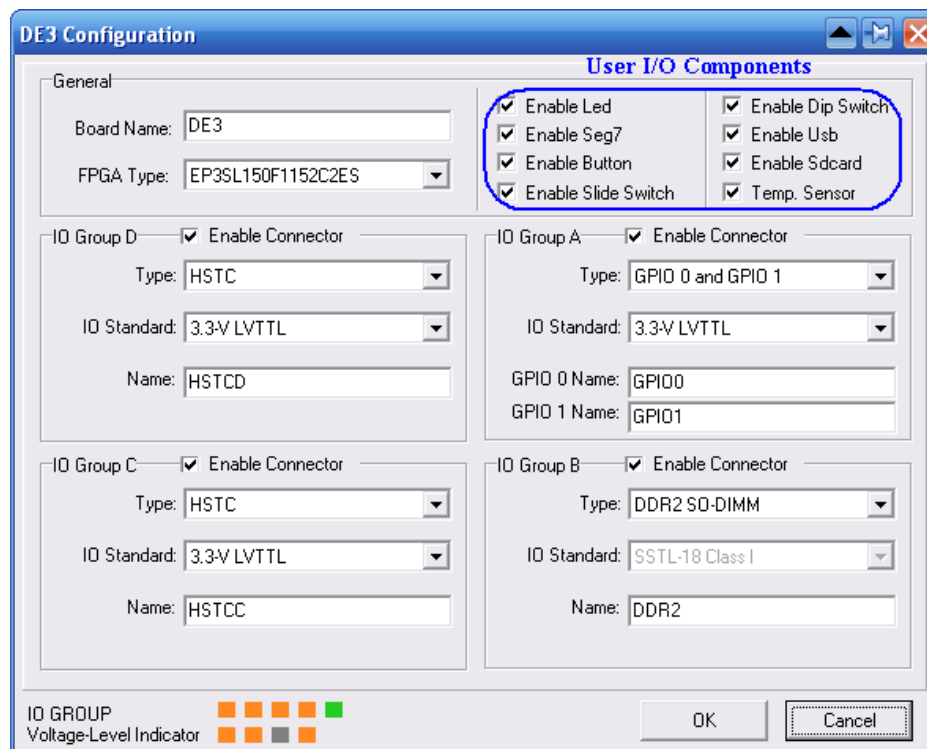 DE3 Configuration
User I/O Components
General
Board Name: DE3
FPGA Type: EP3SL150F1152C2ES
Enable Led
Enable Seg7
Enable Button
Enable Slide Switch
Enable Dip Switch
Enable Usb
Enable Sdcard
Temp. Sensor
IO Group D Enable Connector
Type: HSTC
IO Standard: 3.3-V LVTTL
Name: HSTCD
IO Group A Enable Connector
Type: GPIO 0 and GPIO 1
IO Standard: 3.3-V LVTTL
GPIO 0 Name: GPIO0
GPIO 1 Name: GPIO1
IO Group C Enable Connector
Type: HSTC
IO Standard: 3.3-V LVTTL
Name: HSTCC
IO Group B Enable Connector
Type: DDR2 SO-DIMM
IO Standard: SSTL-18 Class I
Name: DDR2
IO GROUP
Voltage-Level Indicator
OK
Cancel